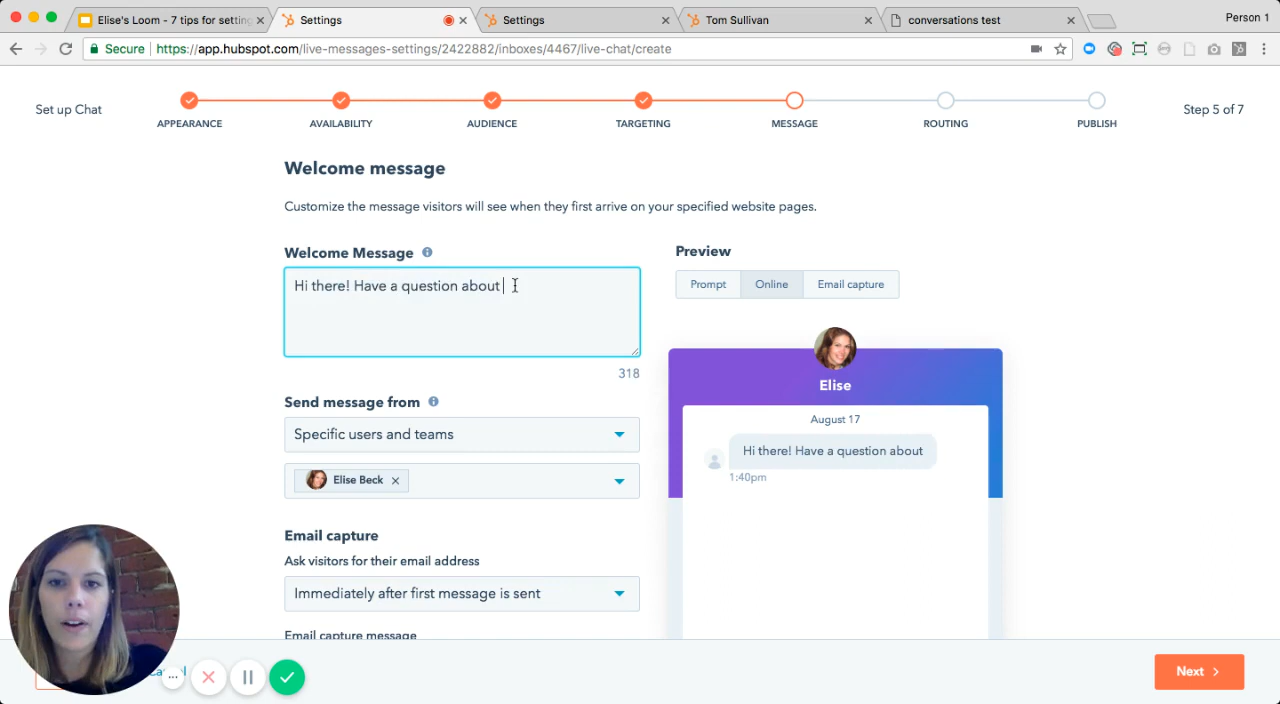 Elise's Loom - 7 tips for setting
Settings
Settings
Tom Sullivan
conversations test
Person 1
Secure
https://app.hubspot.com/live-messages-settings/2422882/inboxes/4467/live-chat/create
Set up Chat
APPEARANCE
AVAILABILITY
AUDIENCE
TARGETING
MESSAGE
ROUTING
PUBLISH
Step 5 of 7
Welcome message
Customize the message visitors will see when they first arrive on your specified website pages.
Welcome Message
Hi there! Have a question about
318
Send message from
Specific users and teams
Elise Beck
Email capture
Ask visitors for their email address
Immediately after first message is sent
Email capture message
Preview
Prompt
Online
Email capture
Elise
August 17
Hi there! Have a question about
1:40pm
Next